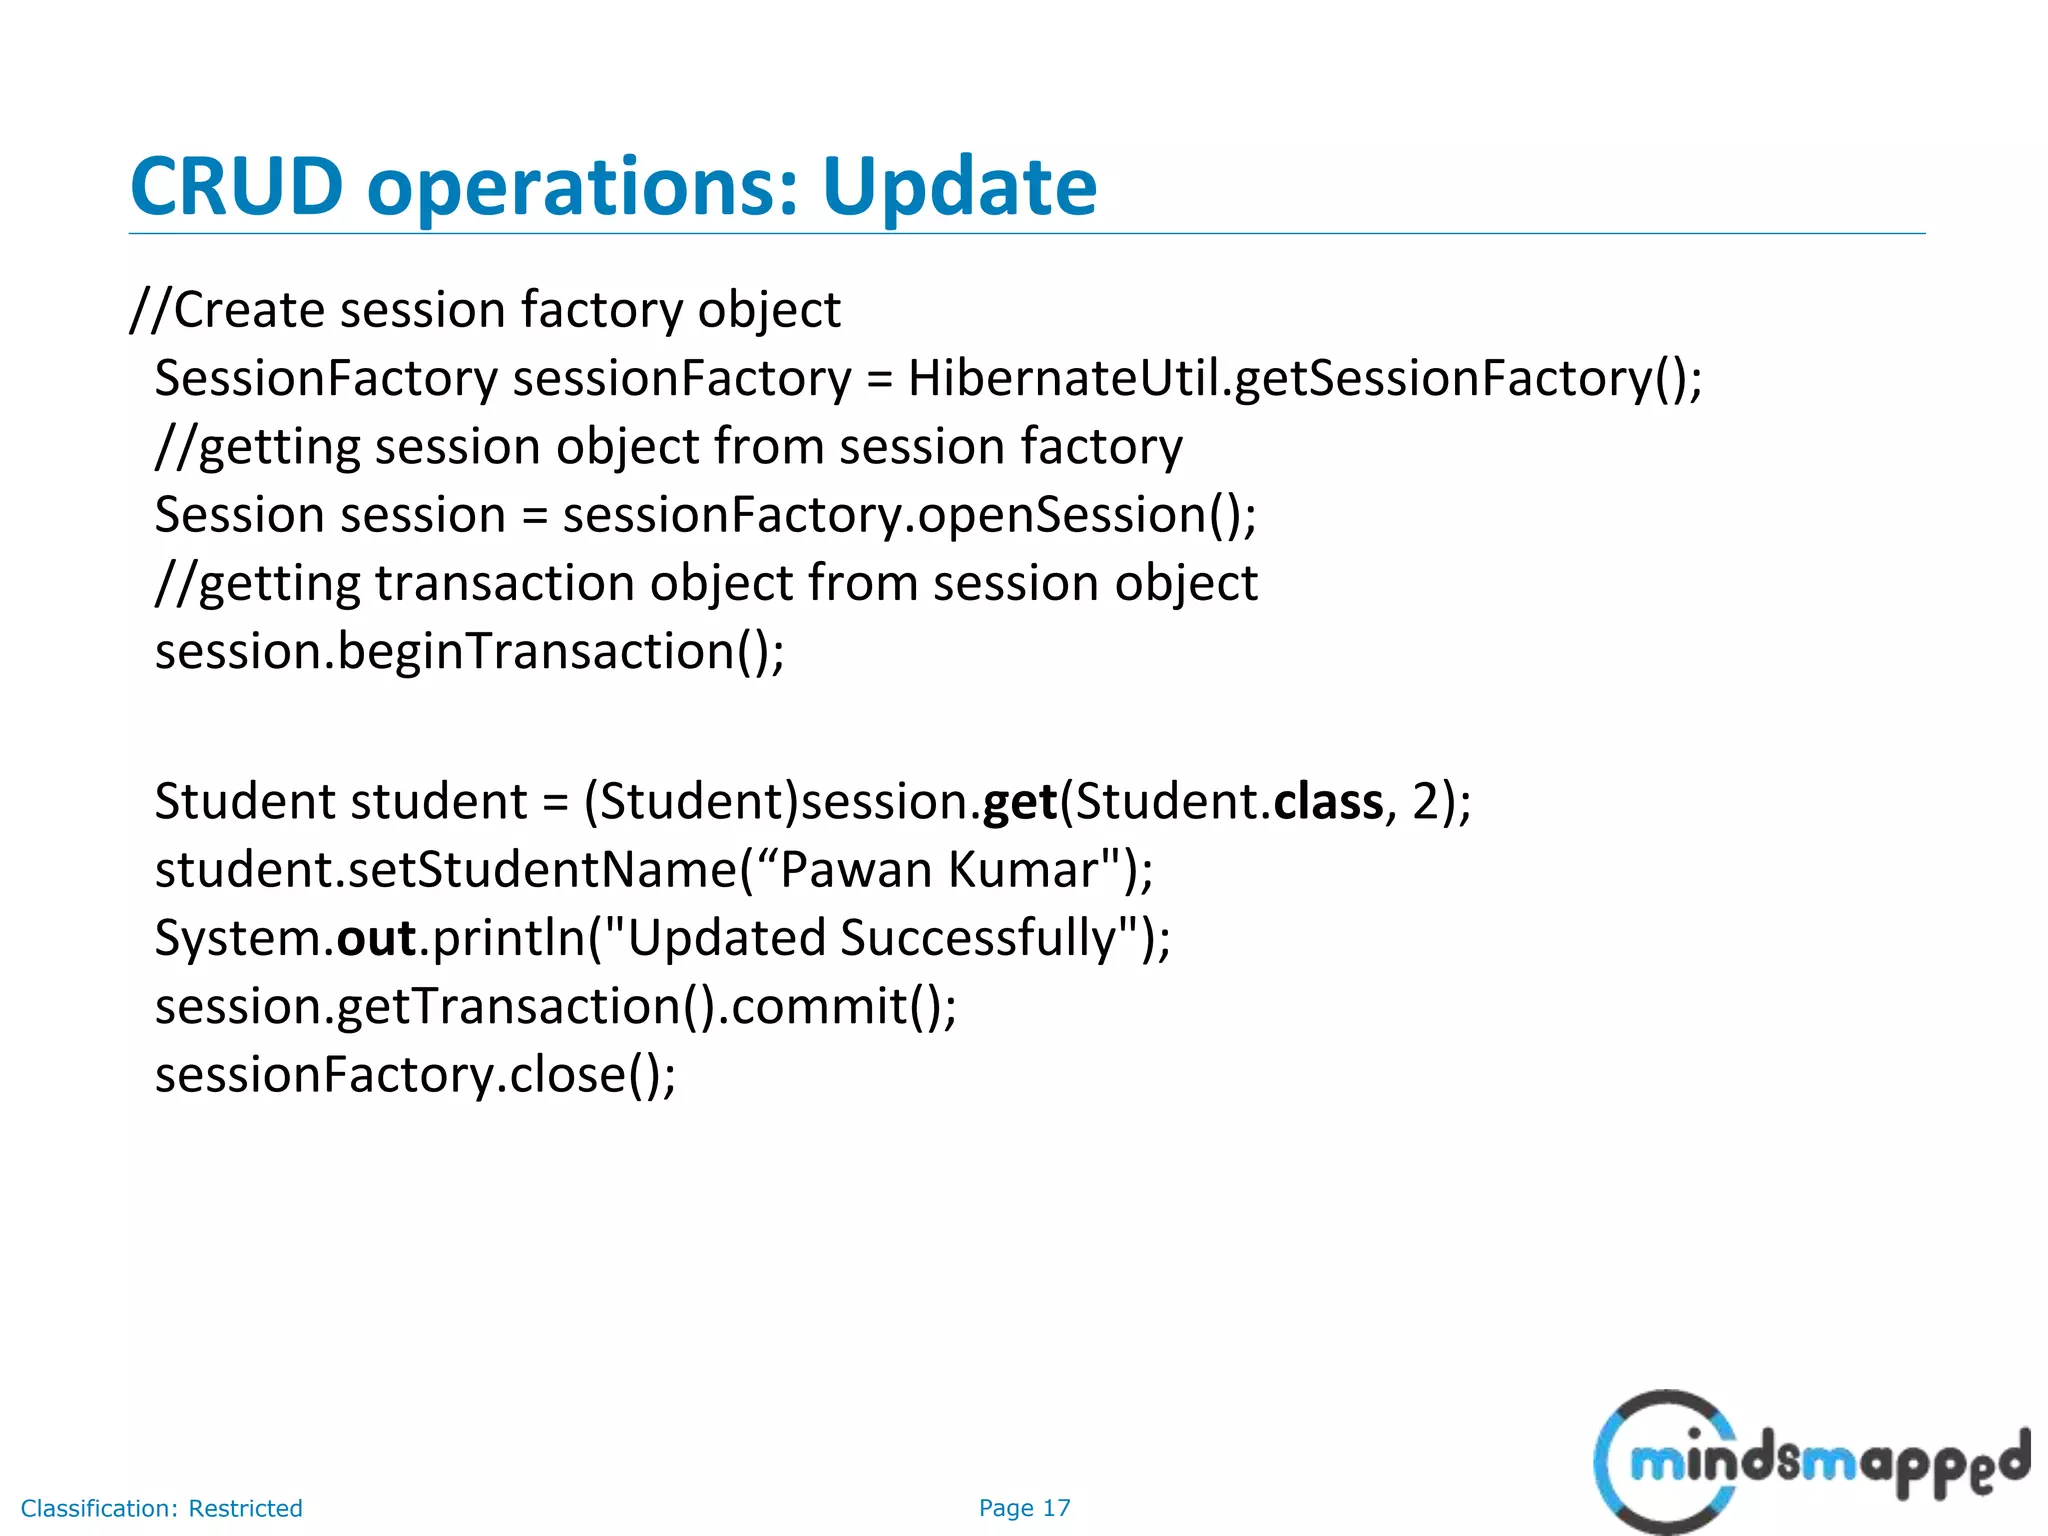 CRUD operations: Update
//Create session factory object
SessionFactory sessionFactory = HibernateUtil.getSessionFactory();
//getting session object from session factory
Session session = sessionFactory.openSession();
//getting transaction object from session object
session.beginTransaction();
Student student = (Student)session.get(Student.class, 2);
student.setStudentName(“Pawan Kumar");
System.out.println("Updated Successfully");
session.getTransaction().commit();
sessionFactory.close();
mindsmapped
Classification: Restricted
Page 17